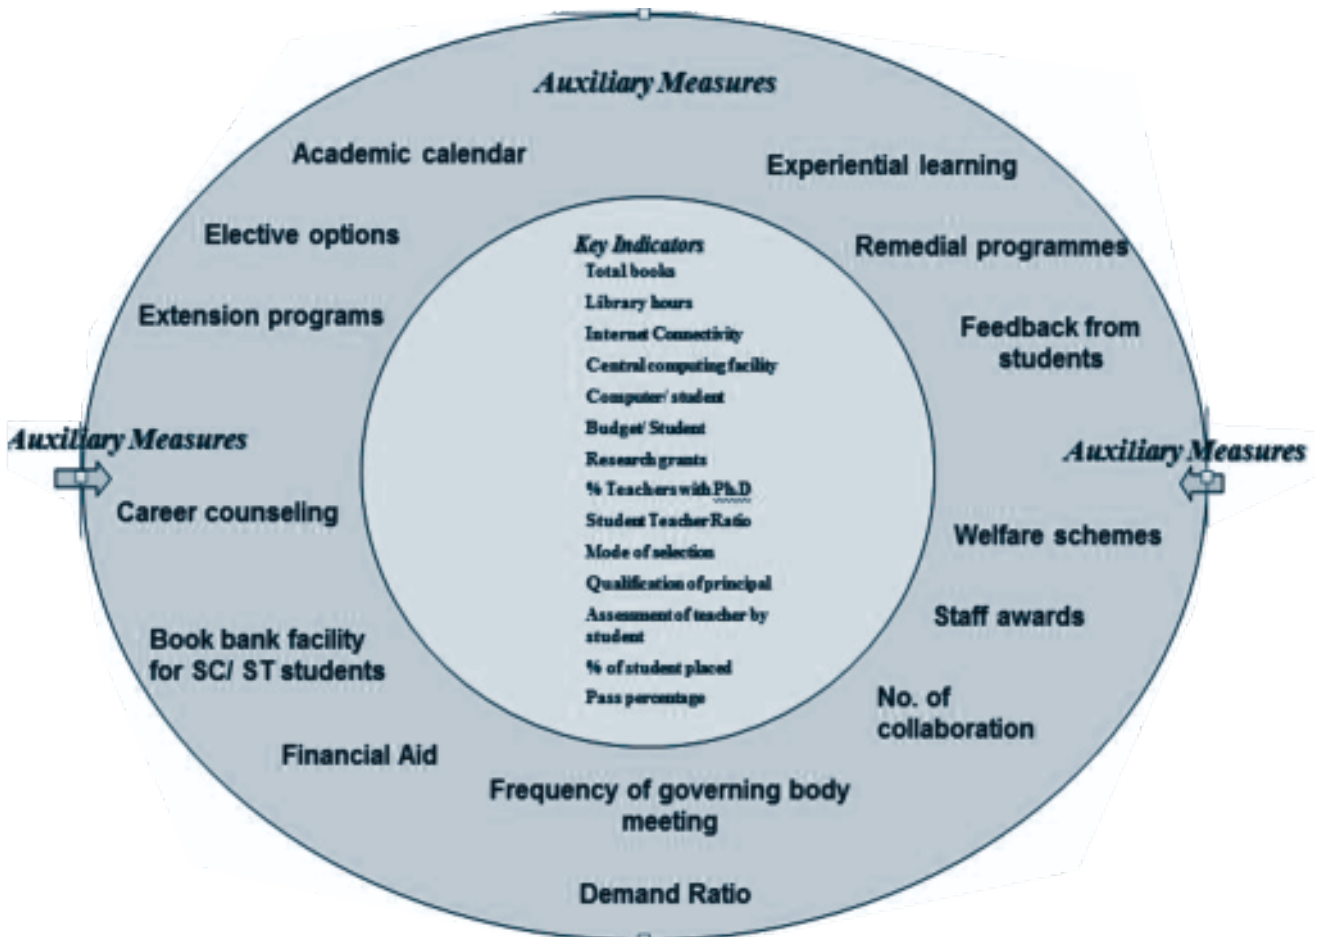 Auxiliary Measures
Academic calendar
Experiential learning
Elective options
Remedial programmes
Extension programs
Feedback from
students
Auxiliary Measures
Auxiliary Measures
Career counseling
Welfare schemes
Book bank facility
for SC/ ST students
Staff awards
No. of
collaboration
Financial Aid
Frequency of governing body
meeting
Demand Ratio
Key Indicators
Total books
Library hours
Internet Connectivity
Central computing facility
Computer/ student
Budget/ Student
Research grants
% Teachers with Ph.D
Student Teacher Ratio
Mode of selection
Qualification of principal
Assessment of teacher by
student
% of student placed
Pass percentage